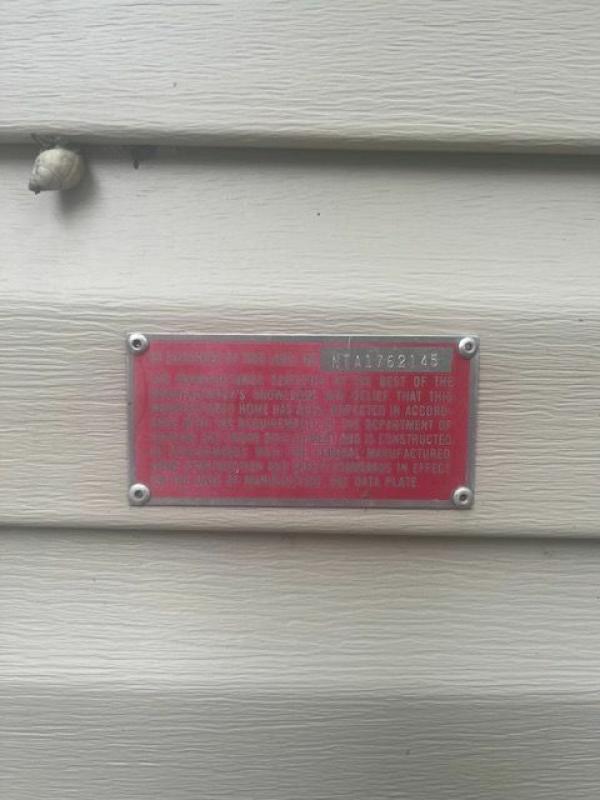 NTA1762145
THE MANUFACTURER CERTIFIES TO THE BEST OF THE
MANUFACTURER'S KNOWLEDGE AND BELIEF THAT THIS
MANUFACTURED HOME HAS BEEN INSPECTED IN ACCORD-
ANCE WITH THE REQUIREMENTS OF THE DEPARTMENT OF
AND IS CONSTRUCTED
IN CONFORMANCE WITH THE FEDERAL MANUFACTURED
HOME CONSTRUCTION AND SAFETY STANDARDS IN EFFECT
ON THE DATE OF MANUFACTURE. SEE DATA PLATE.